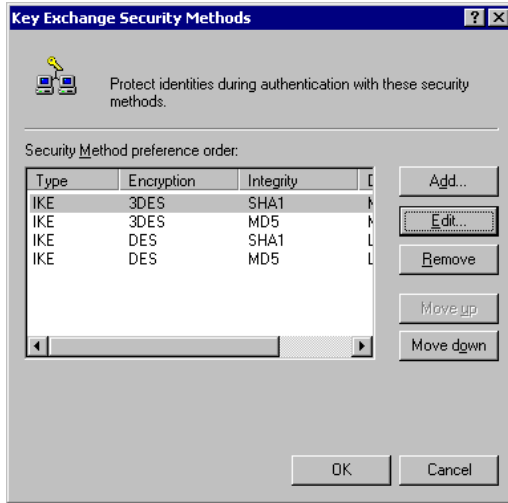 Key Exchange Security Methods
Protect identities during authentication with these security
methods.
Security Method preference order:
Type Encryption Integrity
IKE 3DES SHA1
IKE 3DES MD5
IKE DES SHA1
IKE DES MD5
Add...
Edit...
Remove
Move up
Move down
OK Cancel